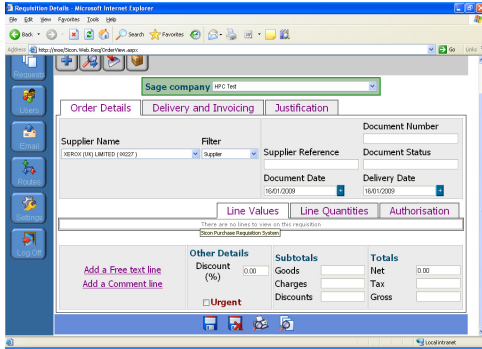 Requisition Details - Microsoft Internet Explorer
File Edit View Favorites Tools Help
Back Search Favorites
Address http://moe/Sicon.Web.Req/OrderView.aspx Go Links
Requests
Users
Email
Routes
Settings
Log Off
Sage company HPC Test
Order Details Delivery and Invoicing Justification
Document Number
Supplier Name Filter
XEROX (UK) LIMITED (XX227) Supplier Supplier Reference Document Status
Document Date Delivery Date
16/01/2009 16/01/2009
Line Values Line Quantities Authorisation
There are no lines to view on this requisition
Sicon Purchase Requisition System
Other Details Subtotals Totals
Add a Free text line Discount (%) 0.00 Goods Net 0.00
Add a Comment line Charges Tax
Urgent Discounts Gross
Local intranet